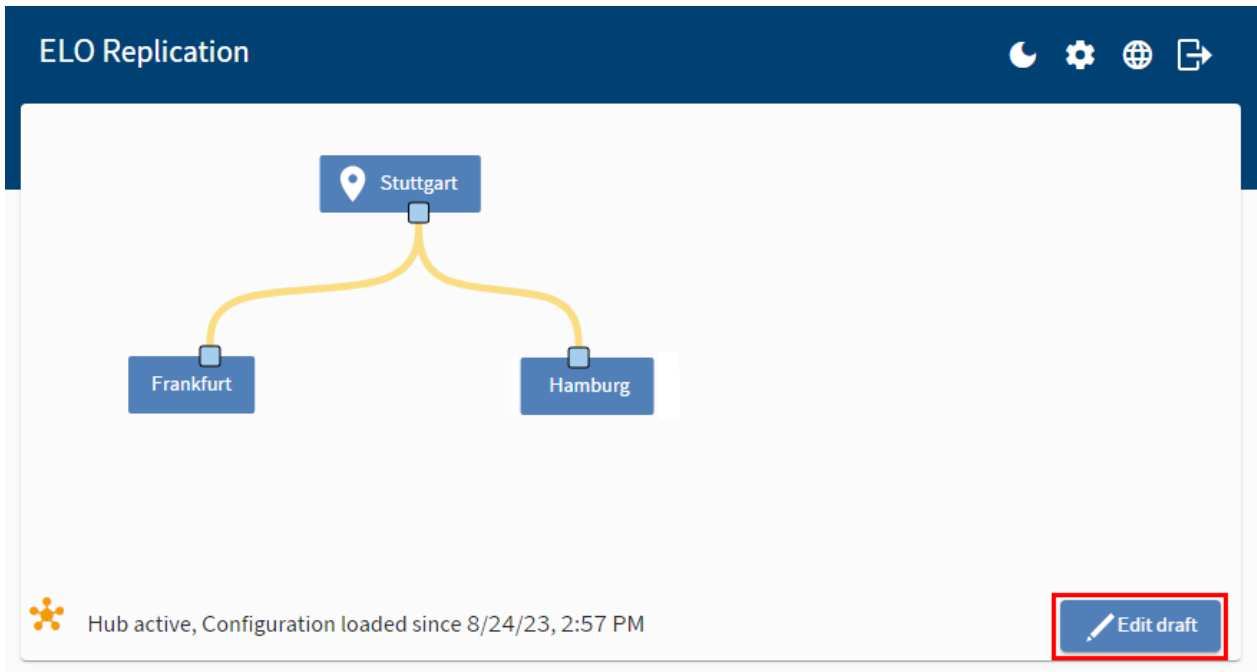 ELO Replication
Stuttgart
Frankfurt
Hamburg
Hub active, Configuration loaded since 8/24/23, 2:57 PM
Edit draft